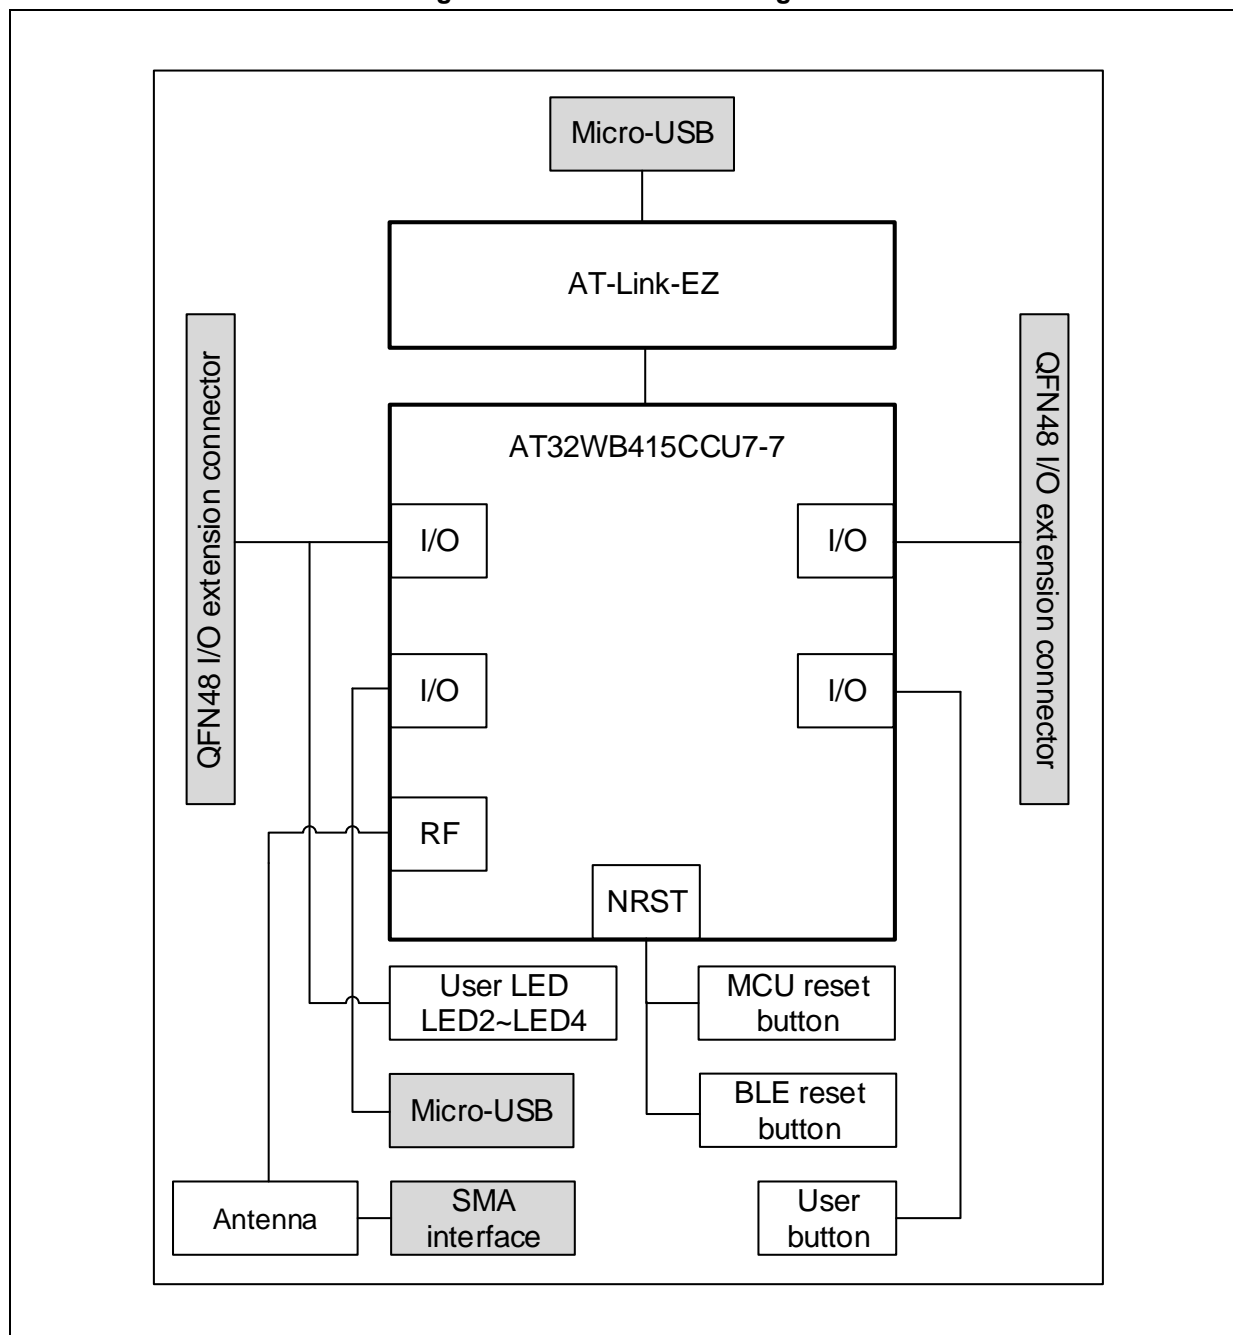 Micro-USB
AT-Link-EZ
AT32WB415CCU7-7
QFN48 I/O extension connector
QFN48 I/O extension connector
I/O
I/O
I/O
I/O
RF
NRST
User LED
LED2~LED4
MCU reset
button
Micro-USB
BLE reset
button
Antenna
SMA
interface
User
button